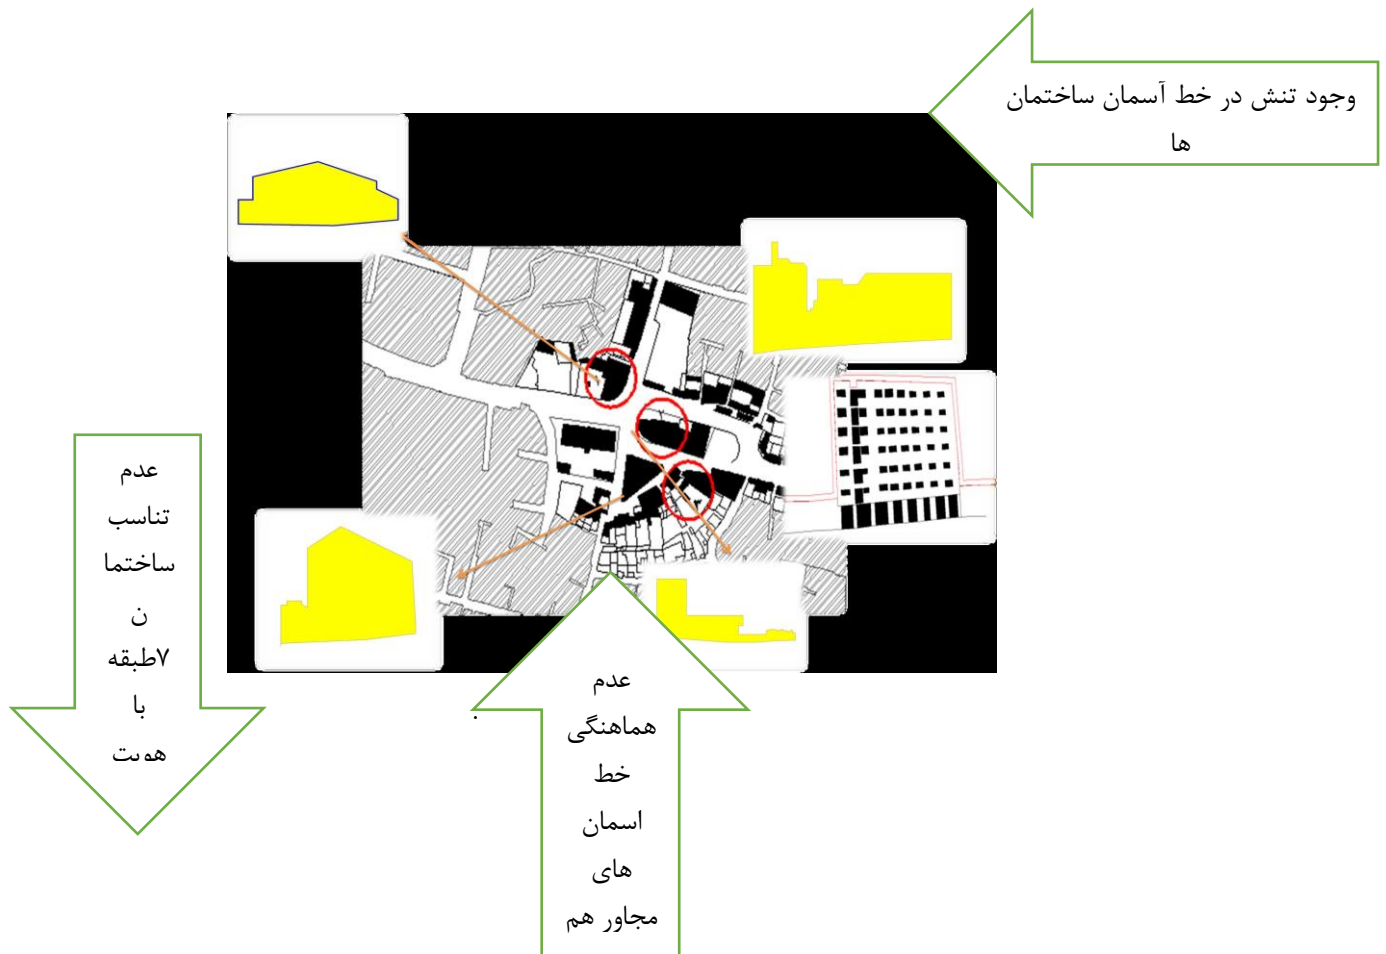 وجود تنش در خط آسمان ساختمان
ها
عدم
تناسب
ساختما
ن
۷طبقه
با
هویت
عدم
هماهنگی
خط
اسمان
های
مجاور هم